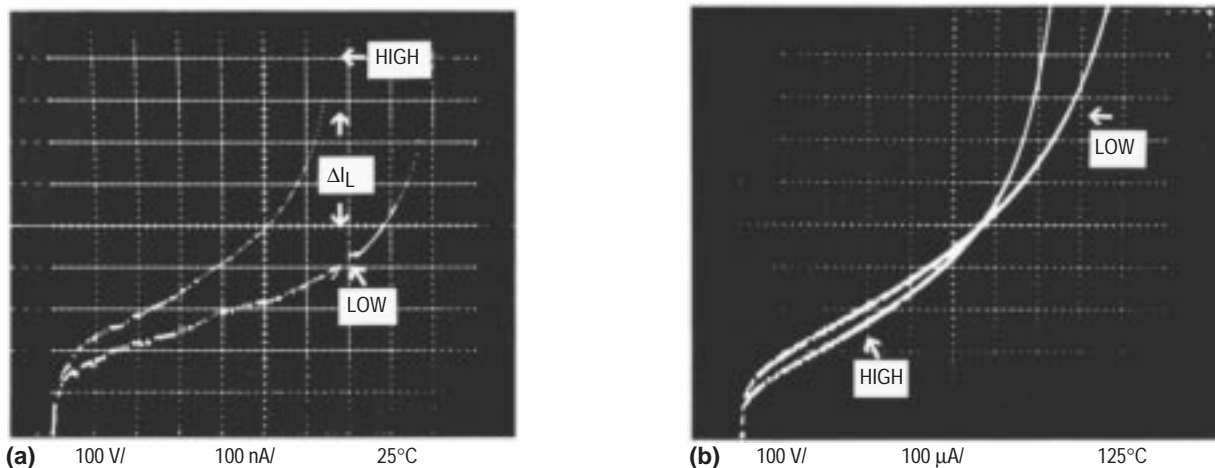 HIGH
ΔIL
LOW
LOW
HIGH
(a) 100 V/ 100 nA/ 25°C
(b) 100 V/ 100 μA/ 125°C